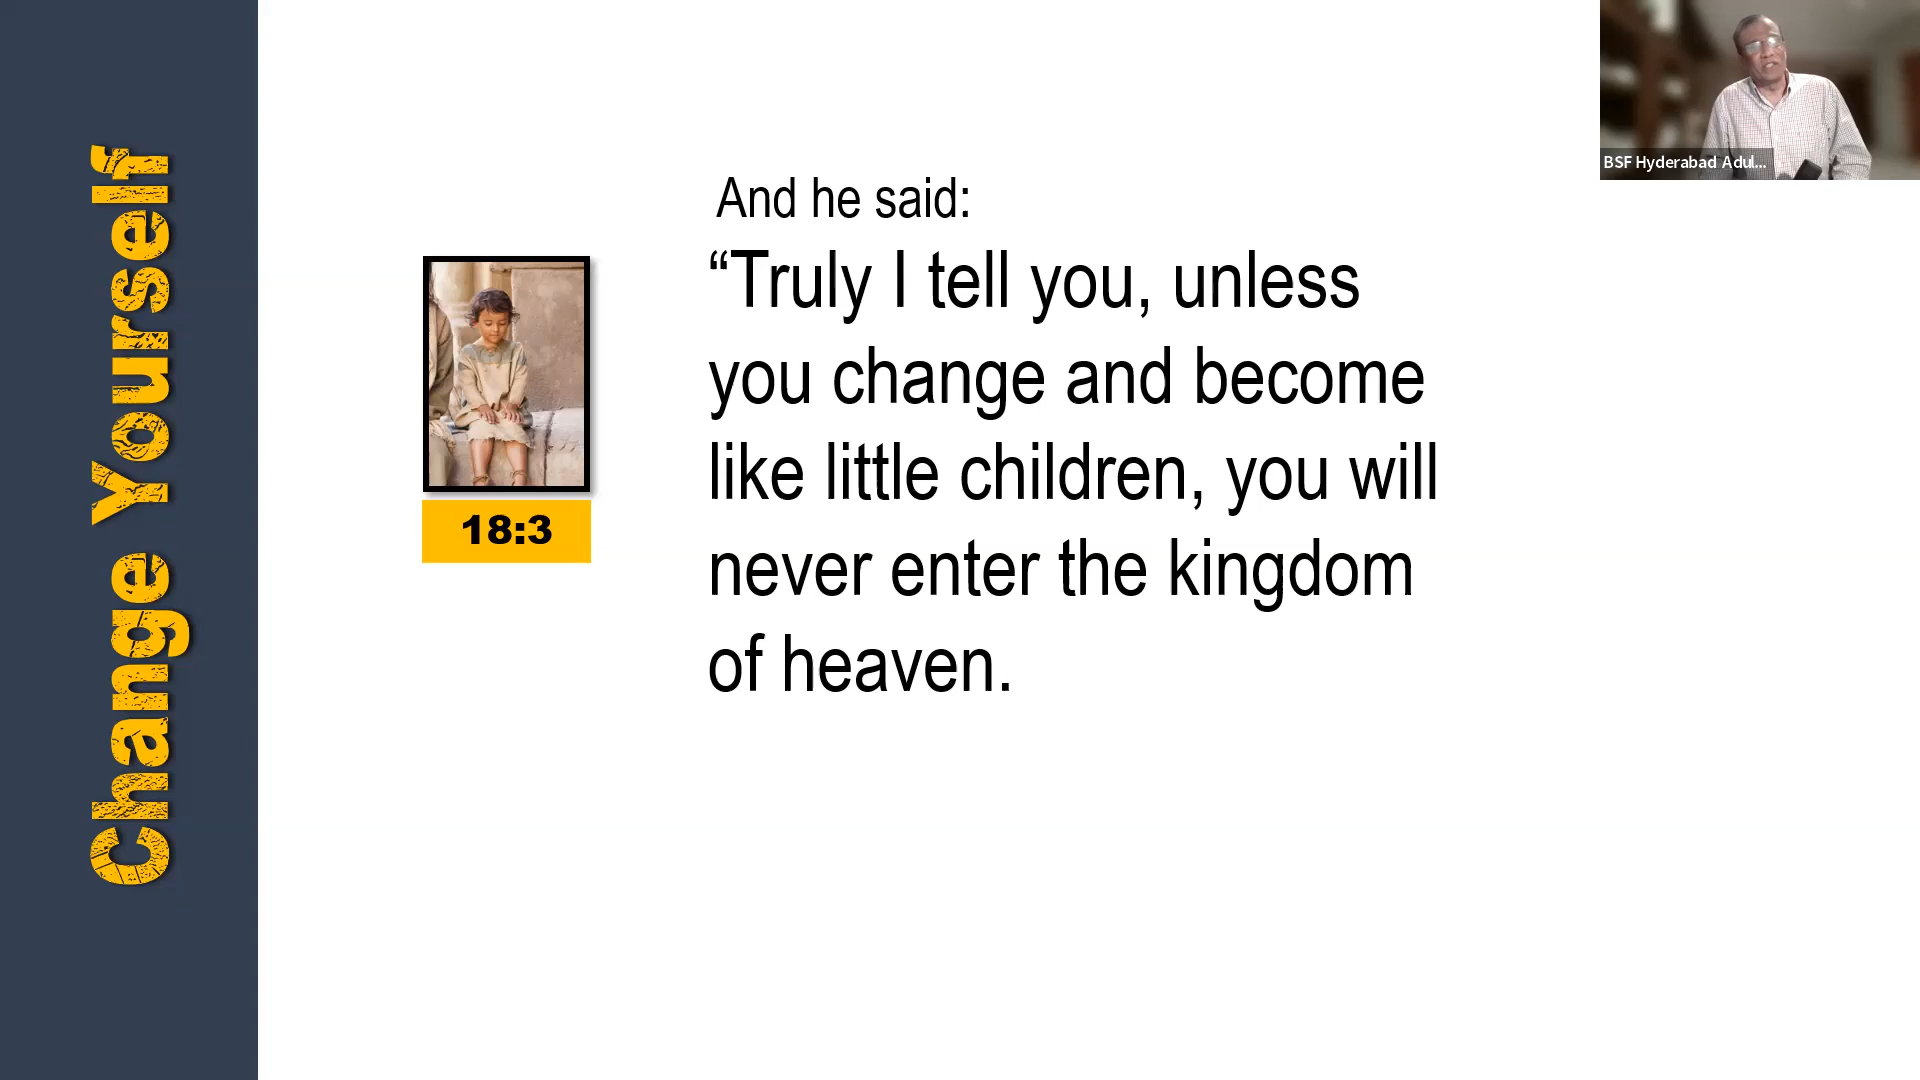 Change Yourself
And he said:
“Truly I tell you, unless
you change and become
like little children, you will
never enter the kingdom
of heaven.
18:3
BSF Hyderabad Adul...